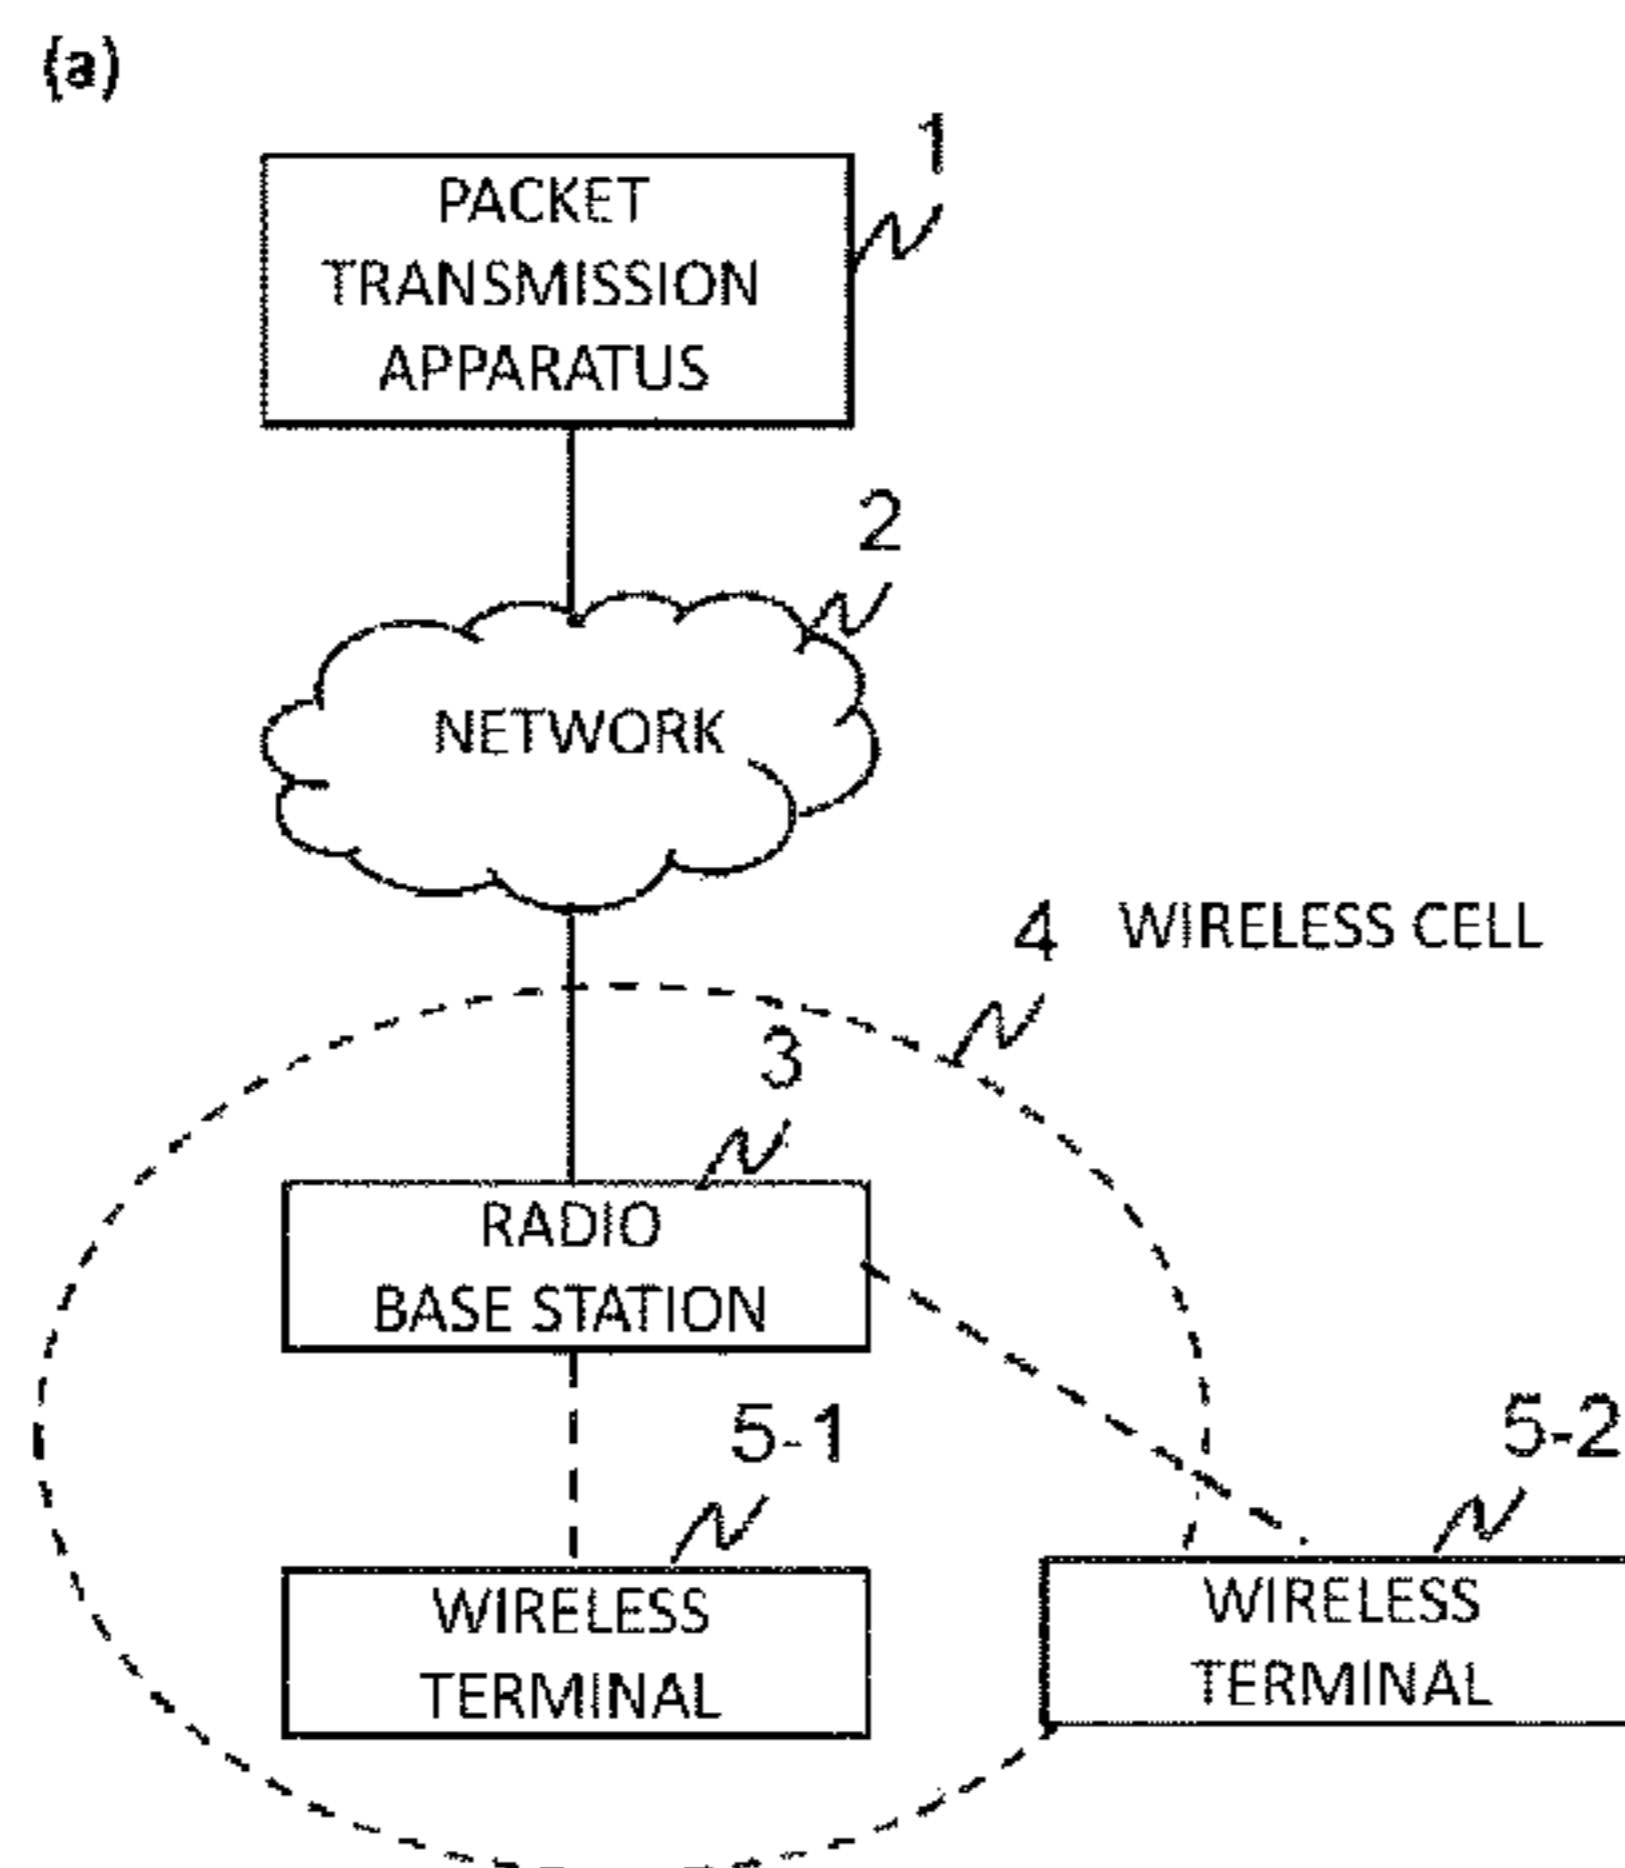 (a)
1
PACKET
TRANSMISSION
APPARATUS
2
NETWORK
4 WIRELESS CELL
3
RADIO
BASE STATION
5-1
5-2
WIRELESS
TERMINAL
WIRELESS
TERMINAL